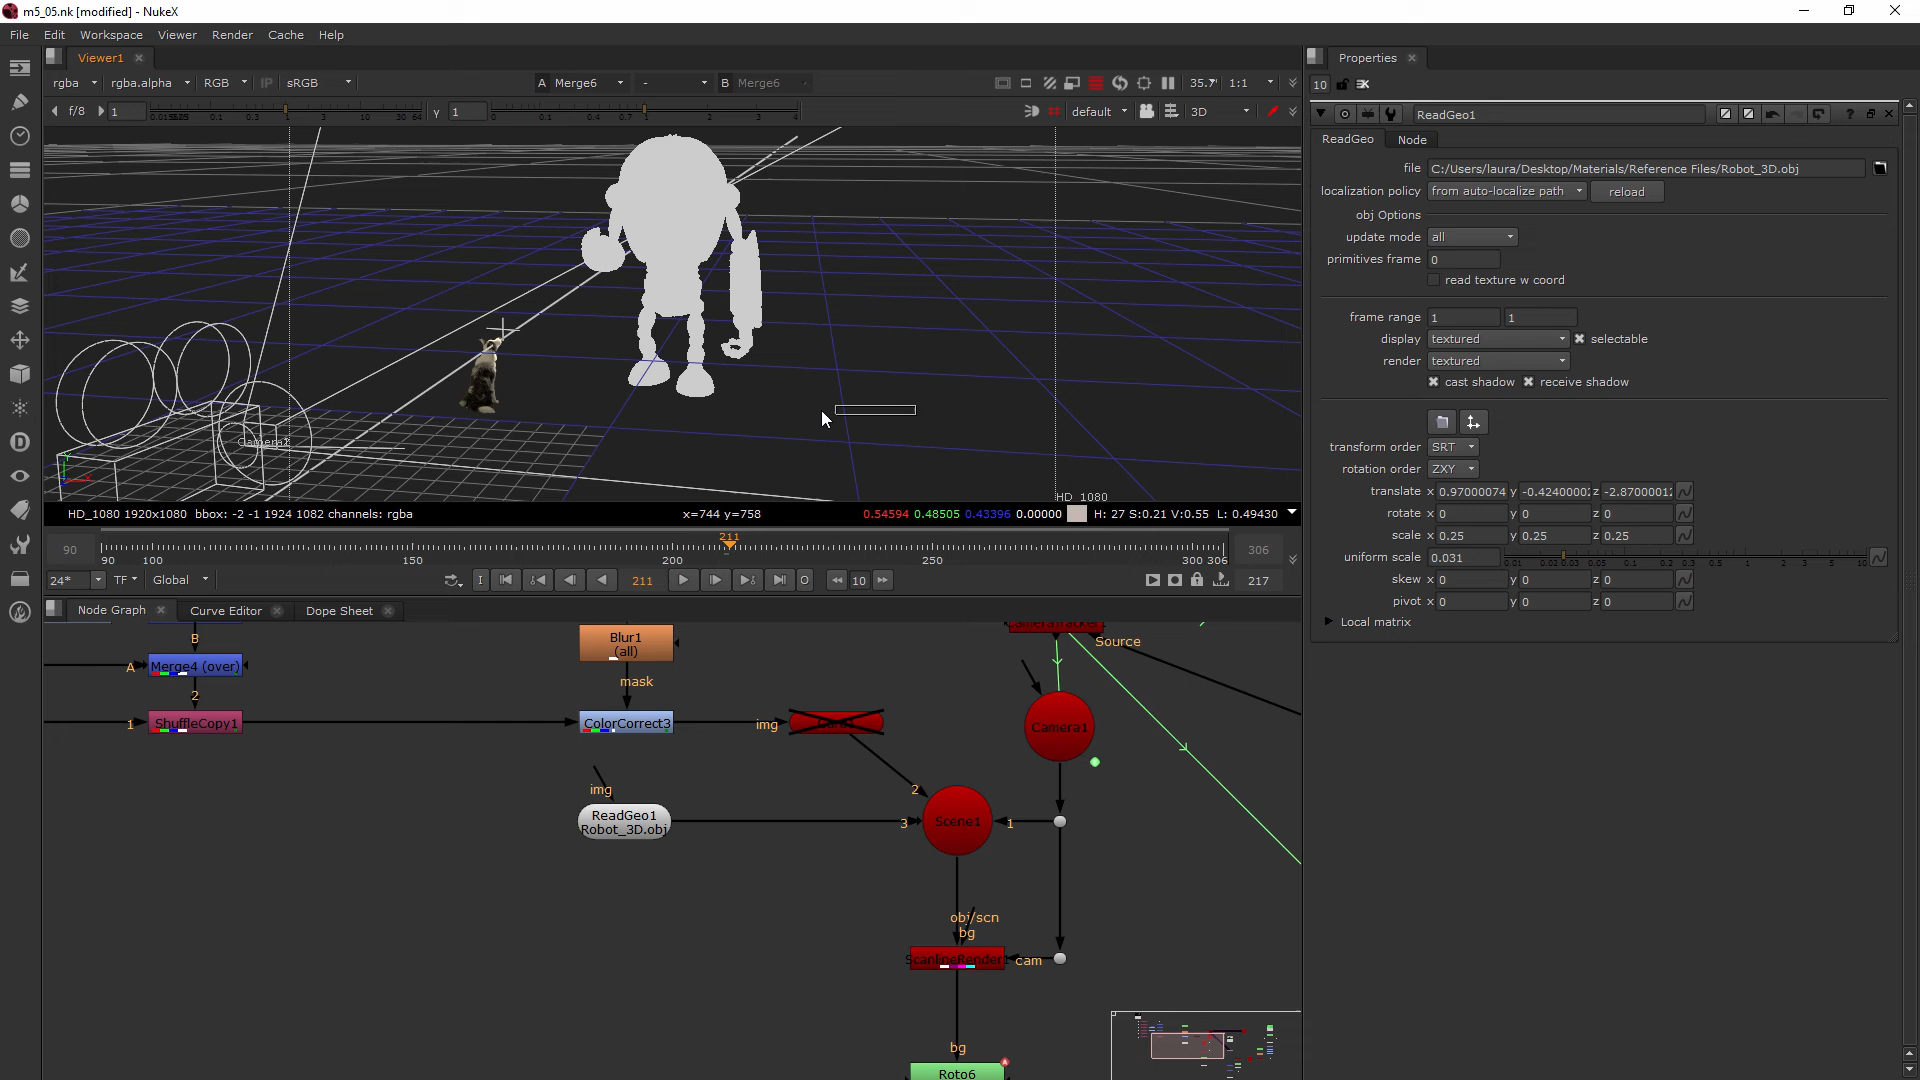 m5_05.nk [modified] - NukeX
File Edit Workspace Viewer Render Cache Help
Viewer1
Properties
rgba rgba.alpha RGB IP sRGB A Merge6 - B Merge6 1:1
10
f/8 1 y 1 default 3D
ReadGeo1
ReadGeo Node
file C:/Users/laura/Desktop/Materials/Reference Files/Robot_3D.obj
localization policy from auto-localize path reload
obj Options
update mode all
primitives frame 0
read texture w coord
frame range 1 1
display textured selectable
render textured
cast shadow receive shadow
transform order SRT
rotation order ZXY
translate x 0.97000074 y -0.4240000 z -2.8700001
rotate x 0 y 0 z 0
scale x 0.25 y 0.25 z 0.25
uniform scale 0.031
skew x 0 y 0 z 0
pivot x 0 y 0 z 0
Local matrix
HD_1080
HD_1080 1920x1080 bbox: -2 -1 1924 1082 channels: rgba x=744 y=758 0.54594 0.48505 0.43396 0.00000 H: 27 S:0.21 V:0.55 L: 0.49430
211
90 90 100 150 200 250 300 306 306
24* TF Global I 211 O 10 217
Node Graph Curve Editor Dope Sheet
B
A Merge4 (over)
2
1 ShuffleCopy1
Blur1
(all)
mask
ColorCorrect3
img
Source
Camera1
img
ReadGeo1
Robot_3D.obj
2
3 Scene1 1
obj/scn
bg
ScanlineRender1 cam
bg
Roto6